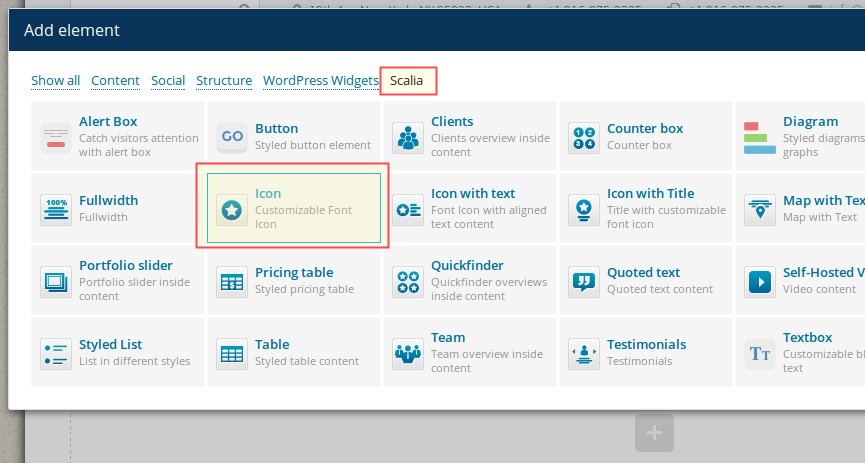 Add element
Show all Content Social Structure WordPress Widgets Scalia
Alert Box
Catch visitors attention
with alert box
GO
Button
Styled button element
Clients
Clients overview inside
content
1 2
3 4
Counter box
Counter box
Diagram
Styled diagrams
graphs
100%
Fullwidth
Fullwidth
Icon
Customizable Font
Icon
Icon with text
Font Icon with aligned
text content
Icon with Title
Title with customizable
font icon
Map with Tex
Map with Text
Portfolio slider
Portfolio slider inside
content
$
Pricing table
Styled pricing table
Quickfinder
Quickfinder overviews
inside content
Quoted text
Quoted text content
Self-Hosted V
Video content
Styled List
List in different styles
Table
Styled table content
Team
Team overview inside
content
Testimonials
Testimonials
TT
Textbox
Customizable bl
text